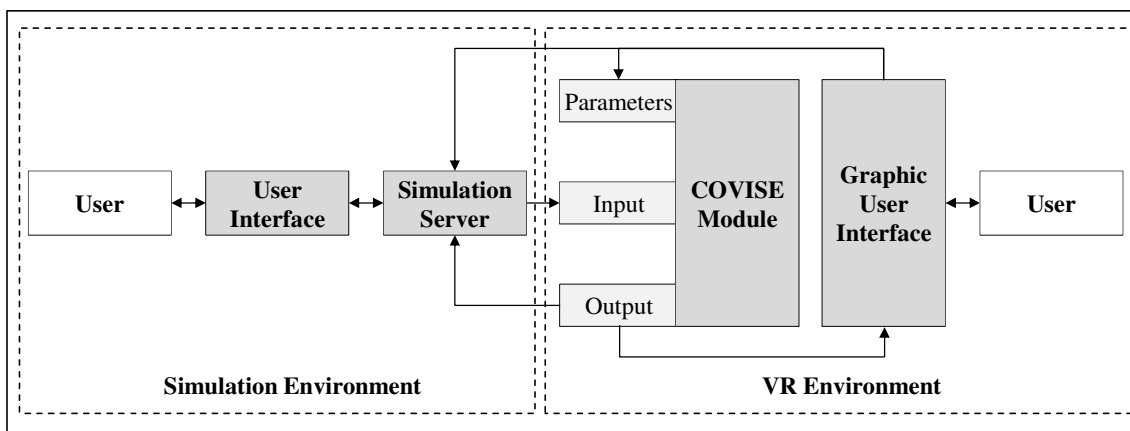 Parameters
User
User
Interface
Simulation
Server
Input
COVISE
Module
Graphic
User
Interface
User
Output
Simulation Environment
VR Environment